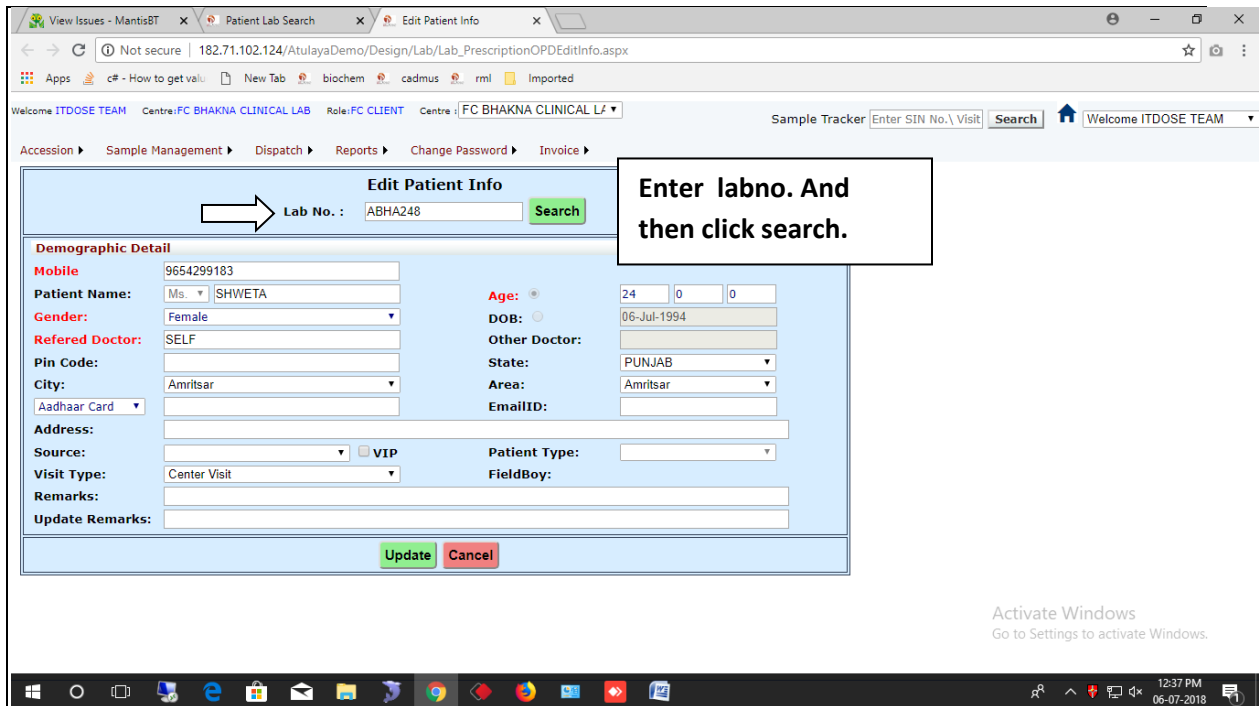 View Issues - MantisBT Patient Lab Search Edit Patient Info
Not secure 182.71.102.124/AtulayaDemo/Design/Lab/Lab_PrescriptionOPDEditInfo.aspx
Apps c# - How to get valu New Tab biochem cadmus rml Imported
Welcome ITDOSE TEAM Centre:FC BHAKNA CLINICAL LAB Role:FC CLIENT Centre : FC BHAKNA CLINICAL LA
Sample Tracker Enter SIN No.\ Visit Search Welcome ITDOSE TEAM
Accession Sample Management Dispatch Reports Change Password Invoice
Edit Patient Info
Lab No. : ABHA248 Search
Enter labno. And
then click search.
Demographic Detail
Mobile 9654299183
Patient Name: Ms. SHWETA Age: 24 0 0
Gender: Female DOB: 06-Jul-1994
Refered Doctor: SELF Other Doctor:
Pin Code: State: PUNJAB
City: Amritsar Area: Amritsar
Aadhaar Card EmailID:
Address:
Source: VIP Patient Type:
Visit Type: Center Visit FieldBoy:
Remarks:
Update Remarks:
Update Cancel
Activate Windows
Go to Settings to activate Windows.
12:37 PM
06-07-2018